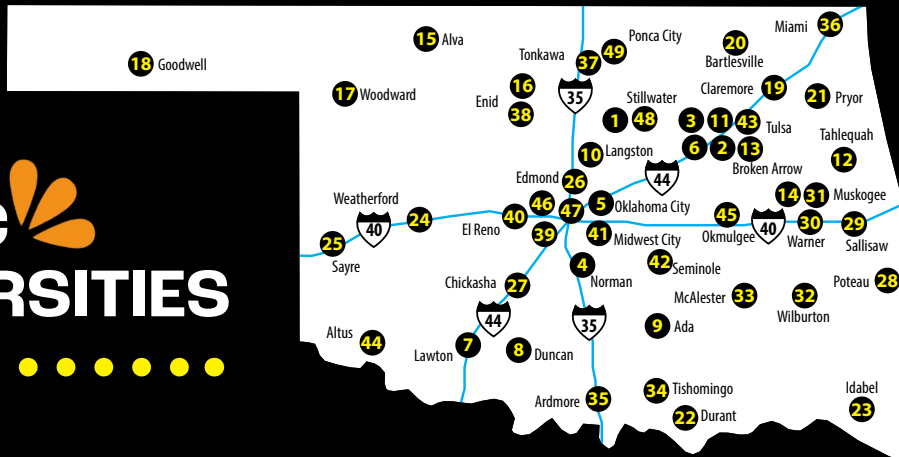 36
Miami
15 Alva
Ponca City
49
20
Bartlesville
Tonkawa
37
18 Goodwell
17 Woodward
16
Enid
38
35
Claremore
19
21 Pryor
Stillwater
1 48
3 11 43 Tulsa
6 2 13
Broken Arrow
Tahlequah
12
10 Langston
44
Edmond
26
Weatherford
24
40
25
Sayre
El Reno
40
46
47
5 Oklahoma City
39
41 Midwest City
14 31 Muskogee
45
Okmulgee
40
30
Warner
29
Sallisaw
RSITIES
Chickasha
27
4
Norman
42 Seminole
Poteau 28
McAlester
33
32
Wilburton
44
35
Altus
44
Lawton
7
8 Duncan
9 Ada
Ardmore
35
34 Tishomingo
22 Durant
Idabel
23